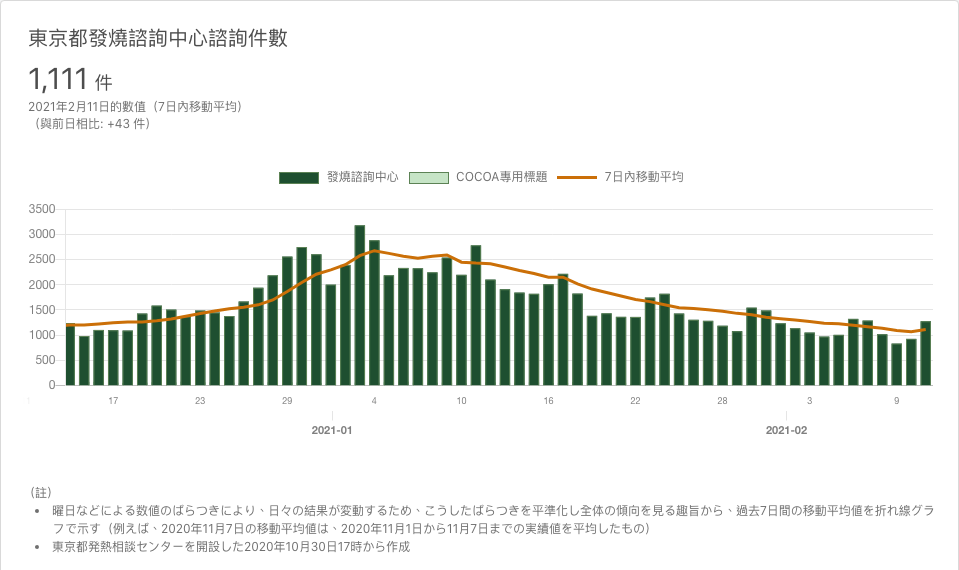 東京都發燒諮詢中心諮詢件數
1,111 件
2021年2月11日的數值（7日內移動平均）
（與前日相比: +43 件）
發燒諮詢中心 COCOA專用標題 7日內移動平均
3500
3000
2500
2000
1500
1000
500
0
17 23 29 4 10 16 22 28 3 9
2021-01 2021-02
（註）
• 曜日などによる数値のばらつきにより、日々の結果が変動するため、こうしたばらつきを平準化し全体の傾向を見る趣旨から、過去7日間の移動平均値を折れ線グラ
フで示す（例えば、2020年11月7日の移動平均値は、2020年11月1日から11月7日までの実績値を平均したもの）
• 東京都発熱相談センターを開設した2020年10月30日17時から作成